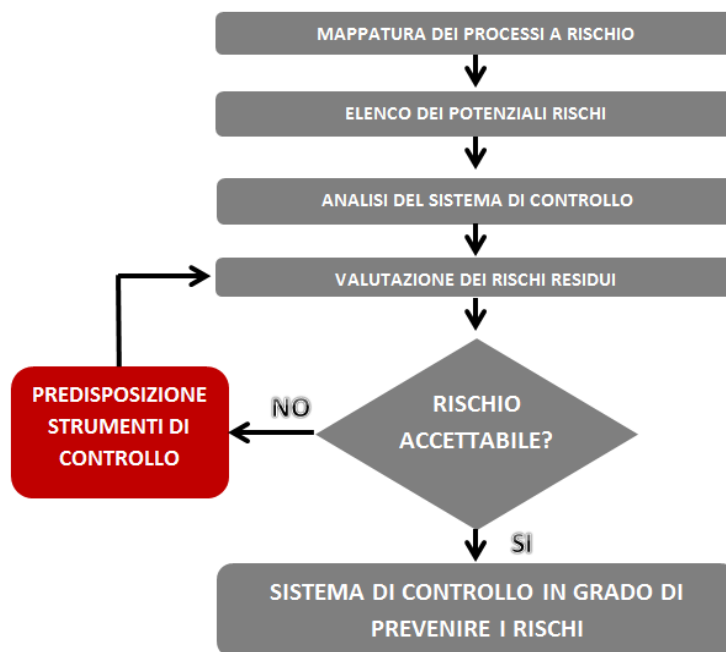 MAPPATURA DEI PROCESSI A RISCHIO
ELENCO DEI POTENZIALI RISCHI
ANALISI DEL SISTEMA DI CONTROLLO
VALUTAZIONE DEI RISCHI RESIDUI
PREDISPOSIZIONE
STRUMENTI DI
CONTROLLO
NO
RISCHIO
ACCETTABILE?
SI
SISTEMA DI CONTROLLO IN GRADO DI
PREVENIRE I RISCHI